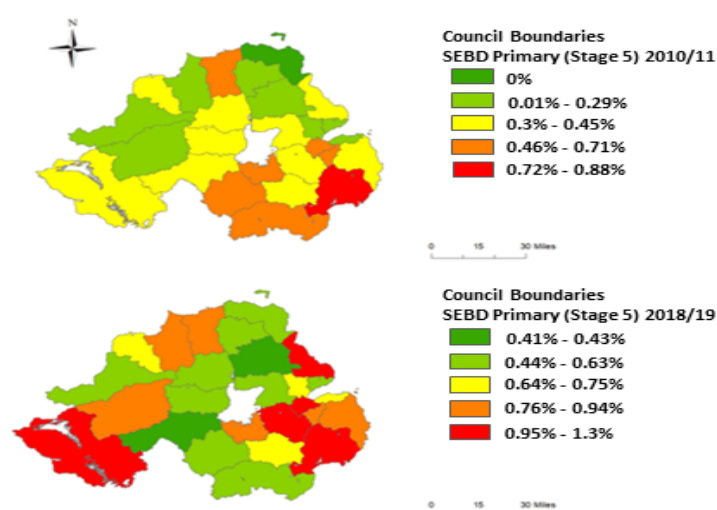 N
Council Boundaries
SEBD Primary (Stage 5) 2010/11
0%
0.01% - 0.29%
0.3% - 0.45%
0.46% - 0.71%
0.72% - 0.88%
0 15 30 Miles
Council Boundaries
SEBD Primary (Stage 5) 2018/19
0.41% - 0.43%
0.44% - 0.63%
0.64% - 0.75%
0.76% - 0.94%
0.95% - 1.3%
0 15 30 Miles